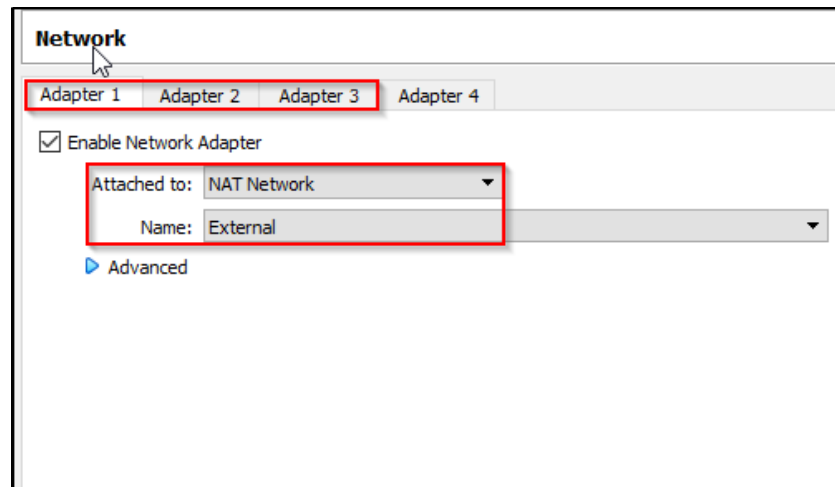 Network
Adapter 1 Adapter 2 Adapter 3 Adapter 4
Enable Network Adapter
Attached to: NAT Network
Name: External
Advanced